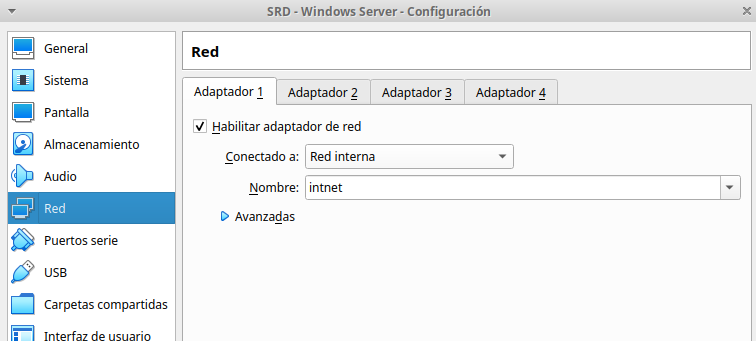 SRD - Windows Server - Configuración
General
Sistema
Pantalla
Almacenamiento
Audio
Red
Puertos serie
USB
Carpetas compartidas
Interfaz de usuario
Red
Adaptador 1 Adaptador 2 Adaptador 3 Adaptador 4
Habilitar adaptador de red
Conectado a: Red interna
Nombre: intnet
Avanzadas